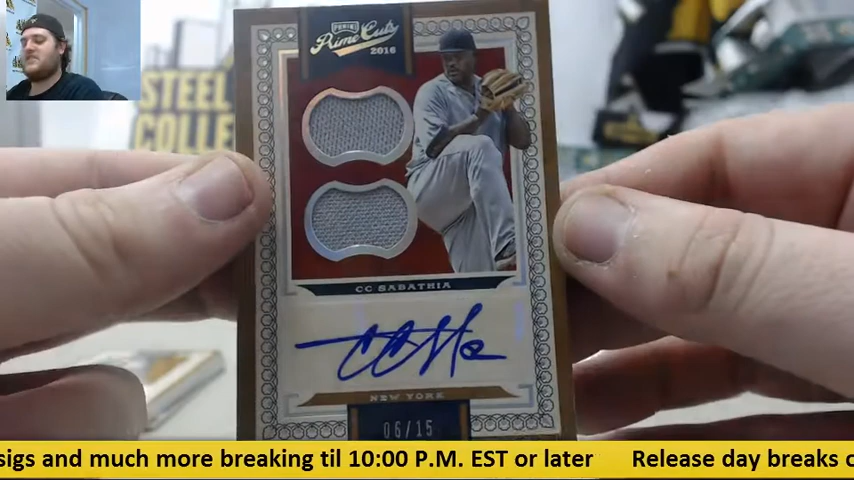 PANINI
Prime Cuts
2016
STEEL
COLLE
CC SABATHIA
NEW YORK
06/15
sigs and much more breaking til 10:00 P.M. EST or later Release day breaks o